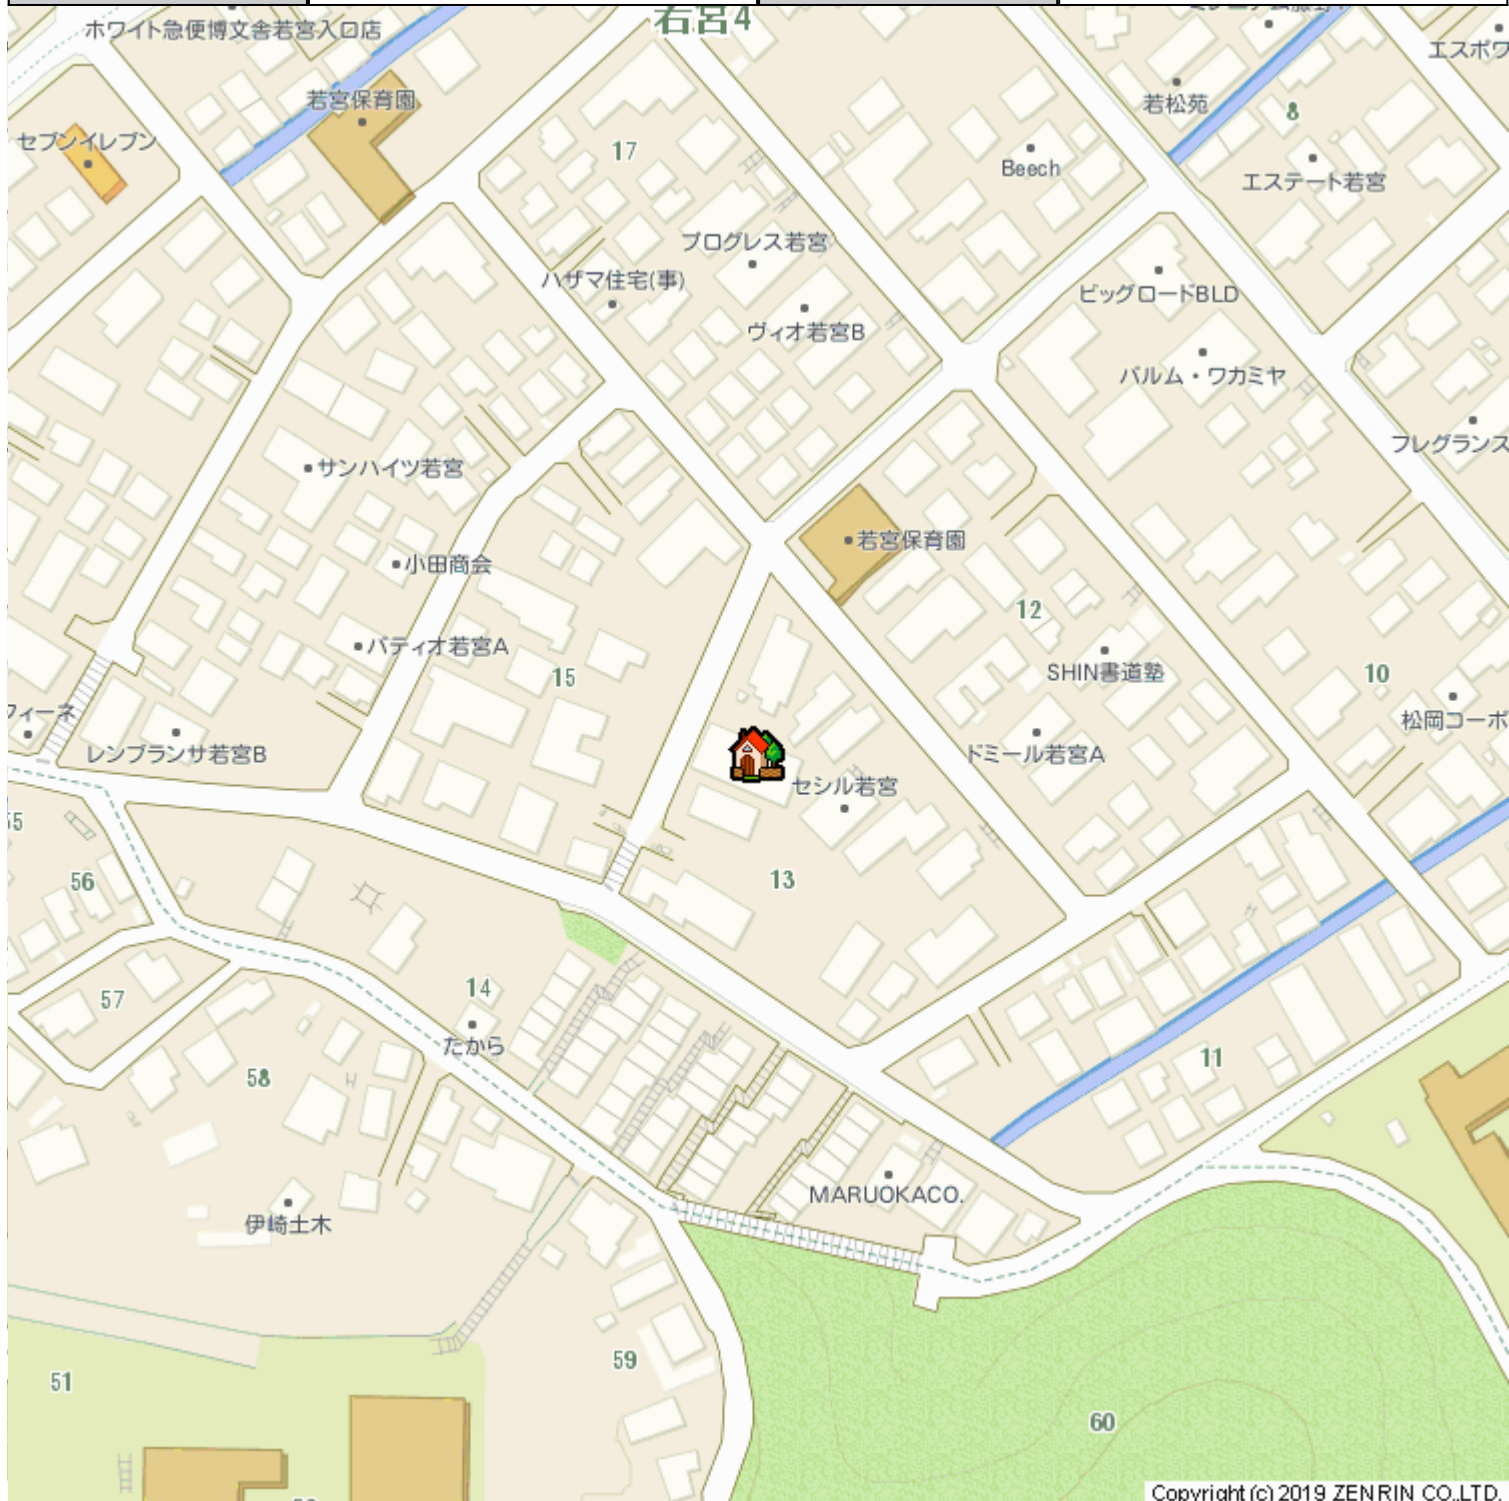 若宮4
ホワイト急便博文舎若宮入口店
エスポワ
若宮保育園
若松苑
8
セブンイレブン
17
Beech
エステート若宮
プログレス若宮
ハザマ住宅(事)
ビッグロードBLD
ヴィオ若宮B
パルム・ワカミヤ
フレグランス
サンハイツ若宮
若宮保育園
小田商会
12
パティオ若宮A
SHIN書道塾
15
10
フィーネ
松岡コーポ
レンブランサ若宮B
ドミール若宮A
セシル若宮
55
56
13
14
57
たから
58
11
MARUOKACO.
伊崎土木
59
51
60
Copyright (c) 2019 ZENRIN CO.,LTD.